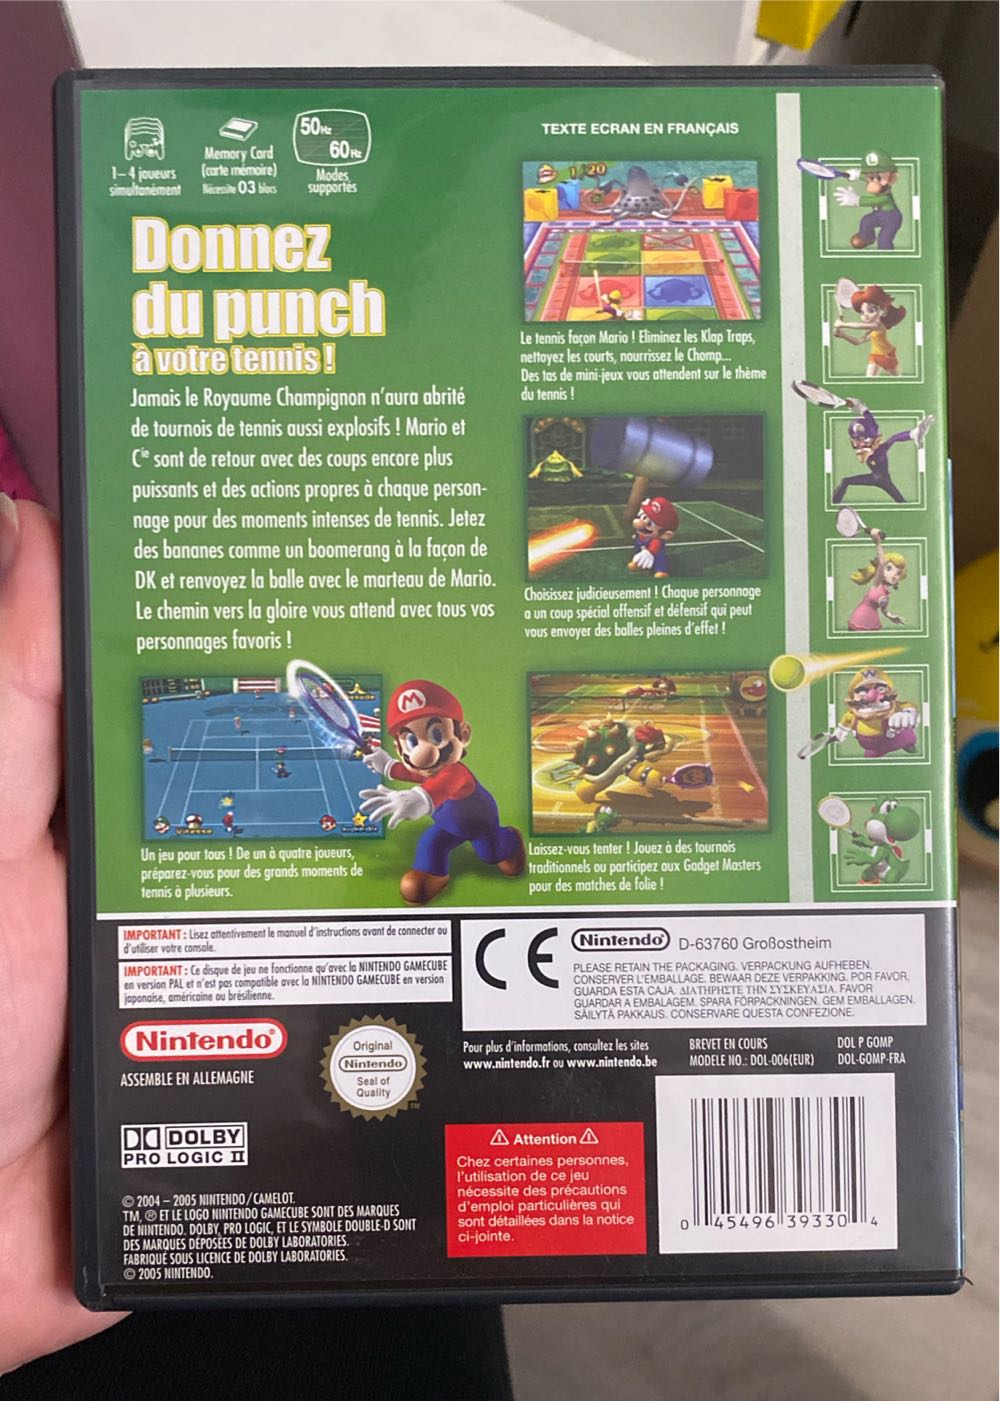 1-4 joueurs
simultanément
Memory Card
(carte mémoire)
Nécessite 03 blocs
50Hz
60Hz
Modes
supportés
Donnez
du punch
à votre tennis !
Jamais le Royaume Champignon n'aura abrité
de tournois de tennis aussi explosifs ! Mario et
Cie sont de retour avec des coups encore plus
puissants et des actions propres à chaque person-
nage pour des moments intenses de tennis. Jetez
des bananes comme un boomerang à la façon de
DK et renvoyez la balle avec le marteau de Mario.
Le chemin vers la gloire vous attend avec tous vos
personnages favoris !
Un jeu pour tous ! De un à quatre joueurs,
préparez-vous pour des grands moments de
tennis à plusieurs.
TEXTE ECRAN EN FRANÇAIS
1/20
Le tennis façon Mario ! Eliminez les Klap Traps,
nettoyez les courts, nourrissez le Chomp...
Des tas de mini-jeux vous attendent sur le thème
du tennis !
Choisissez judicieusement ! Chaque personnage
a un coup spécial offensif et défensif qui peut
vous envoyer des balles pleines d'effet !
Laissez-vous tenter ! Jouez à des tournois
traditionnels ou participez aux Gadget Masters
pour des matches de folie !
L
M
W
IMPORTANT : Lisez attentivement le manuel d'instructions avant de connecter ou
d'utiliser votre console.
IMPORTANT : Ce disque de jeu ne fonctionne qu'avec la NINTENDO GAMECUBE
en version PAL et n'est pas compatible avec la NINTENDO GAMECUBE en version
japonaise, américaine ou brésilienne.
CE
Nintendo D-63760 Großostheim
PLEASE RETAIN THE PACKAGING. VERPACKUNG AUFHEBEN.
CONSERVER L'EMBALLAGE. BEWAAR DEZE VERPAKKING. POR FAVOR,
GUARDA ESTA CAJA. ΔΙΑΤΗΡΗΣΤΕ ΤΗΝ ΣΥΣΚΕΥΑΣΙΑ. FAVOR
GUARDAR A EMBALAGEM. SPARA FÖRPACKNINGEN. GEM EMBALLAGEN.
SÄILYTÄ PAKKAUS. CONSERVARE QUESTA CONFEZIONE.
Nintendo®
ASSEMBLE EN ALLEMAGNE
Original
Nintendo
Seal of
Quality
TM
Pour plus d'informations, consultez les sites
www.nintendo.fr ou www.nintendo.be
BREVET EN COURS
MODELE NO.: DOL-006(EUR)
DOL P GOMP
DOL-GOMP-FRA
DOLBY
PRO LOGIC II
© 2004 – 2005 NINTENDO/CAMELOT.
TM, ® ET LE LOGO NINTENDO GAMECUBE SONT DES MARQUES
DE NINTENDO. DOLBY, PRO LOGIC, ET LE SYMBOLE DOUBLE-D SONT
DES MARQUES DÉPOSÉES DE DOLBY LABORATORIES.
FABRIQUÉ SOUS LICENCE DE DOLBY LABORATORIES.
© 2005 NINTENDO.
Attention
Chez certaines personnes,
l'utilisation de ce jeu
nécessite des précautions
d'emploi particulières qui
sont détaillées dans la notice
ci-jointe.
0 45496 39330 4